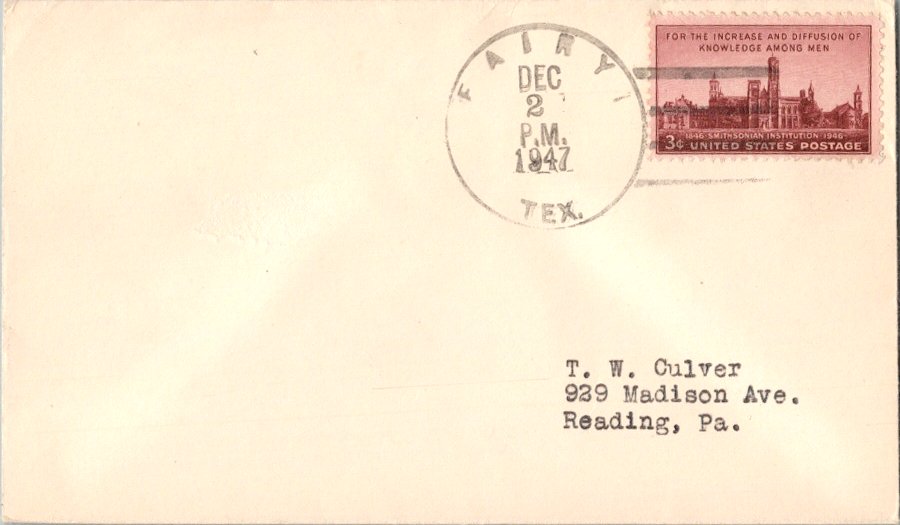 FAIRY
DEC
2
P.M.
1947
TEX.
FOR THE INCREASE AND DIFFUSION OF
KNOWLEDGE AMONG MEN
1846·SMITHSONIAN INSTITUTION·1946
3¢ UNITED STATES POSTAGE
T. W. Culver
929 Madison Ave.
Reading, Pa.